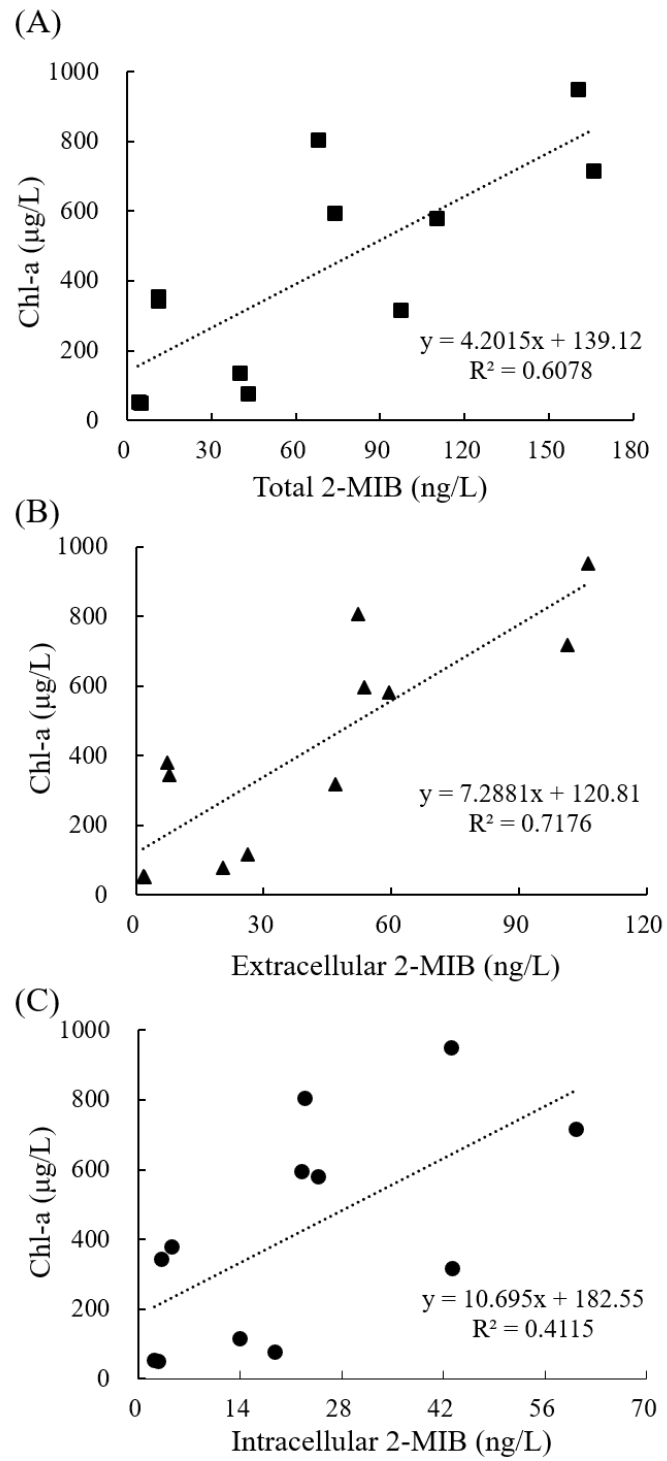 (A)
1000
800
600
400
200
0
Chl-a (µg/L)
y = 4.2015x + 139.12
R² = 0.6078
0 30 60 90 120 150 180
Total 2-MIB (ng/L)
(B)
1000
800
600
400
200
0
Chl-a (µg/L)
y = 7.2881x + 120.81
R² = 0.7176
0 30 60 90 120
Extracellular 2-MIB (ng/L)
(C)
1000
800
600
400
200
0
Chl-a (µg/L)
y = 10.695x + 182.55
R² = 0.4115
0 14 28 42 56 70
Intracellular 2-MIB (ng/L)